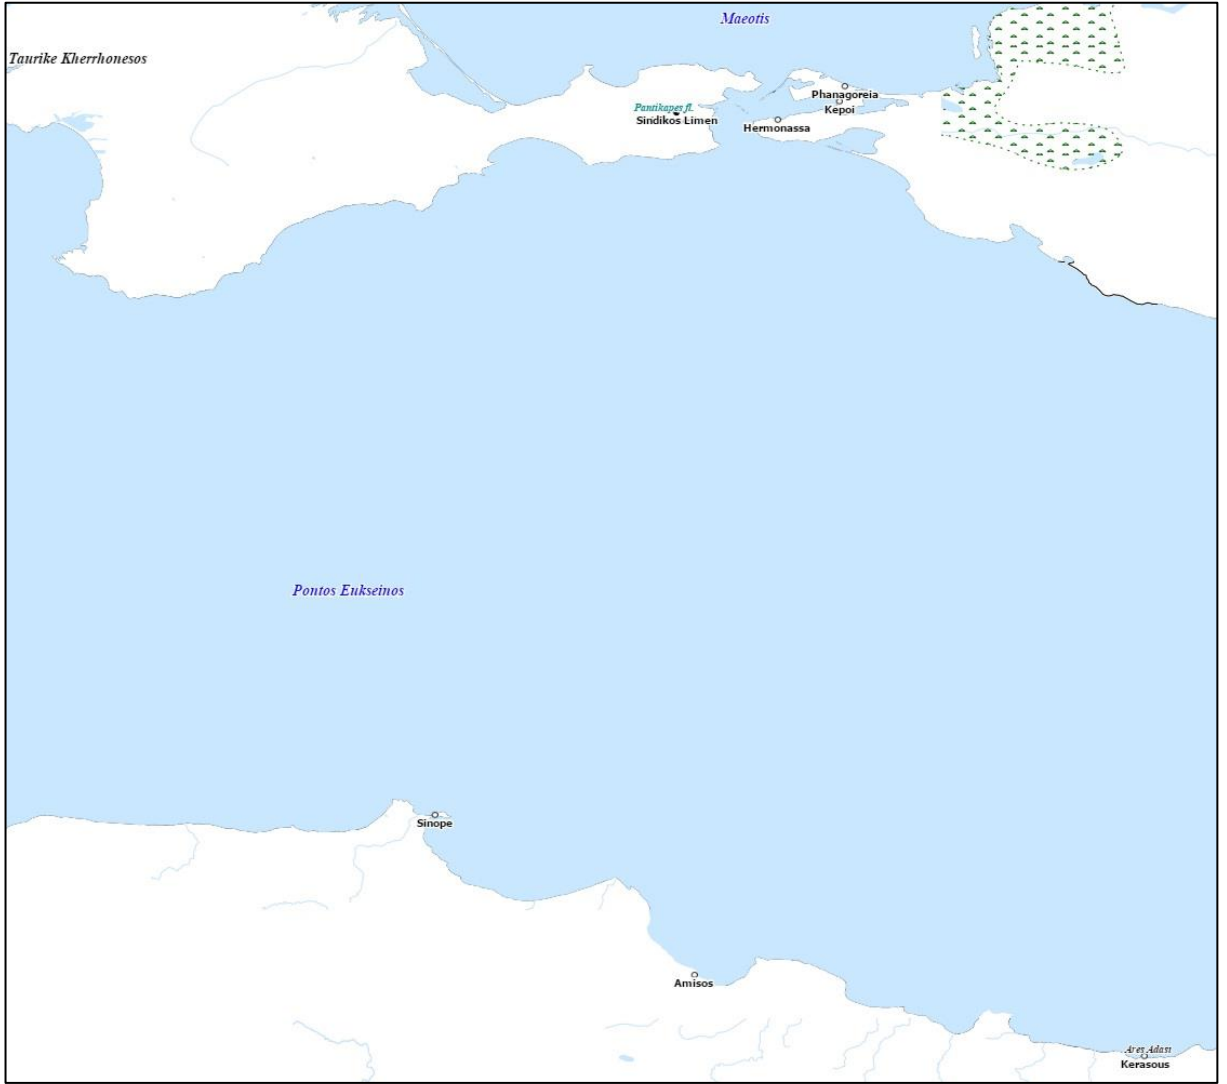 Maeotis
Taurike Kherrhonesos
Phanagoreia
Pantikapes fl.
Kepoi
Sindikos Limen
Hermonassa
Pontos Eukseinos
Sinope
Amisos
Ares Adası
Kerasous